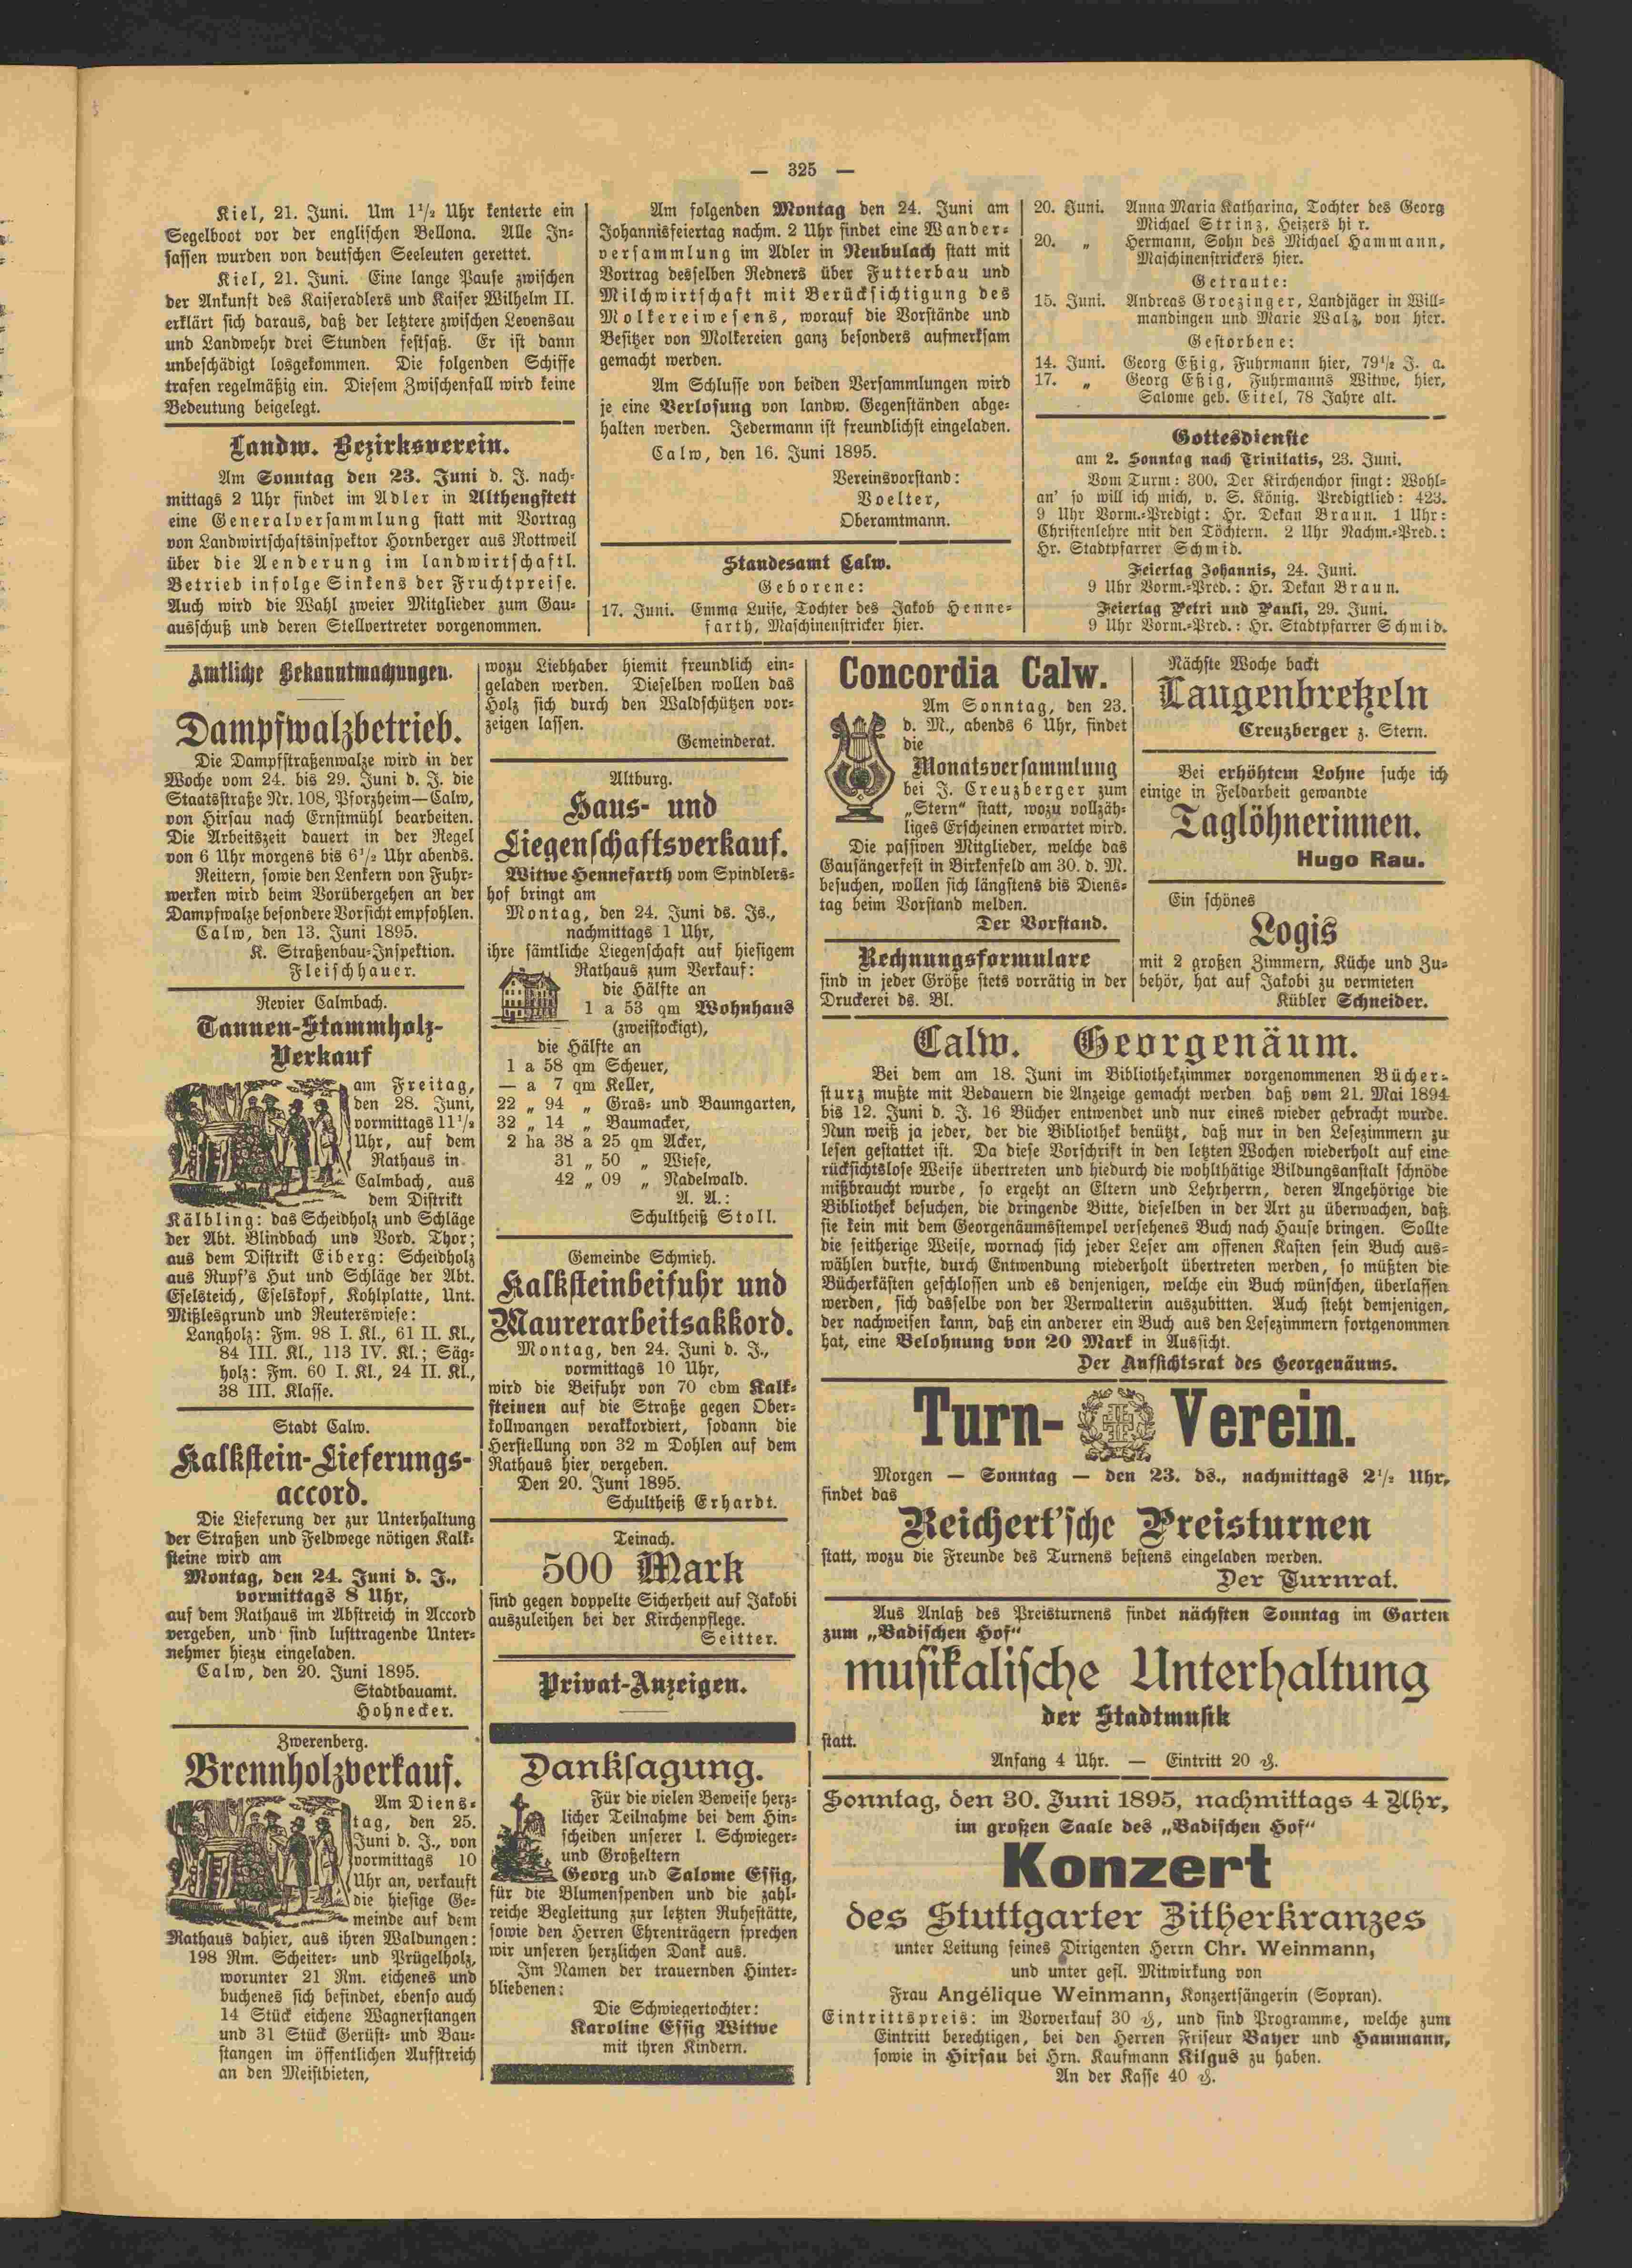 — 325 —
Kiel, 21. Juni. Um 1½ Uhr kenterte ein
Segelboot vor der englischen Bellona. Alle In-
sassen wurden von deutschen Seeleuten gerettet.
Kiel, 21. Juni. Eine lange Pause zwischen
der Ankunft des Kaiseradlers und Kaiser Wilhelm II.
erklärt sich daraus, daß der letztere zwischen Levensau
und Landwehr drei Stunden festsaß. Er ist dann
unbeschädigt losgekommen. Die folgenden Schiffe
trafen regelmäßig ein. Diesem Zwischenfall wird keine
Bedeutung beigelegt.
Landw. Bezirksverein.
Am Sonntag den 23. Juni d. J. nach-
mittags 2 Uhr findet im Adler in Althengstett
eine Generalversammlung statt mit Vortrag
von Landwirtschaftsinspektor Hornberger aus Rottweil
über die Aenderung im landwirtschaftl.
Betrieb infolge Sinkens der Fruchtpreise.
Auch wird die Wahl zweier Mitglieder zum Gau-
ausschuß und deren Stellvertreter vorgenommen.
Am folgenden Montag den 24. Juni am
Johannisfeiertag nachm. 2 Uhr findet eine Wander-
versammlung im Adler in Neubulach statt mit
Vortrag desselben Redners über Futterbau und
Milchwirtschaft mit Berücksichtigung des
Molkereiwesens, worauf die Vorstände und
Besitzer von Molkereien ganz besonders aufmerksam
gemacht werden.
Am Schlusse von beiden Versammlungen wird
je eine Verlosung von landw. Gegenständen abge-
halten werden. Jedermann ist freundlichst eingeladen.
Calw, den 16. Juni 1895.
Vereinsvorstand:
Voelter,
Oberamtmann.
Standesamt Calw.
Geborene:
17. Juni. Emma Luise, Tochter des Jakob Henne-
farth, Maschinenstricker hier.
20. Juni. Anna Maria Katharina, Tochter des Georg
Michael Strinz, Heizers hi r.
20. „ Hermann, Sohn des Michael Hammann,
Maschinenstrickers hier.
Getraute:
15. Juni. Andreas Groezinger, Landjäger in Will-
mandingen und Marie Walz, von hier.
Gestorbene:
14. Juni. Georg Eßig, Fuhrmann hier, 79½ J. a.
17. „ Georg Eßig, Fuhrmanns Witwe, hier,
Salome geb. Eitel, 78 Jahre alt.
Gottesdienste
am 2. Sonntag nach Trinitatis, 23. Juni.
Vom Turm: 300. Der Kirchenchor singt: Wohl-
an' so will ich mich, v. S. König. Predigtlied: 423.
9 Uhr Vorm.-Predigt: Hr. Dekan Braun. 1 Uhr:
Christenlehre mit den Töchtern. 2 Uhr Nachm.-Pred.:
Hr. Stadtpfarrer Schmid.
Feiertag Johannis, 24. Juni.
9 Uhr Vorm.-Pred.: Hr. Dekan Braun.
Feiertag Petri und Pauli, 29. Juni.
9 Uhr Vorm.-Pred.: Hr. Stadtpfarrer Schmid.
Amtliche Bekanntmachungen.
Dampfwalzbetrieb.
Die Dampfstraßenwalze wird in der
Woche vom 24. bis 29. Juni d. J. die
Staatsstraße Nr. 108, Pforzheim—Calw,
von Hirsau nach Ernstmühl bearbeiten.
Die Arbeitszeit dauert in der Regel
von 6 Uhr morgens bis 6½ Uhr abends.
Reitern, sowie den Lenkern von Fuhr-
werken wird beim Vorübergehen an der
Dampfwalze besondere Vorsicht empfohlen.
Calw, den 13. Juni 1895.
K. Straßenbau-Inspektion.
Fleischhauer.
Revier Calmbach.
Tannen-Stammholz-
Verkauf
am Freitag,
den 28. Juni,
vormittags 11½
Uhr, auf dem
Rathaus in
Calmbach, aus
dem Distrikt
Kälbling: das Scheidholz und Schläge
der Abt. Blindbach und Vord. Thor;
aus dem Distrikt Eiberg: Scheidholz
aus Rupf's Hut und Schläge der Abt.
Eselsteich, Eselskopf, Kohlplatte, Unt.
Mißlesgrund und Reuterswiese:
Langholz: Fm. 98 I. Kl., 61 II. Kl.,
84 III. Kl., 113 IV. Kl.; Säg-
holz: Fm. 60 I. Kl., 24 II. Kl.,
38 III. Klasse.
Stadt Calw.
Kalkstein-Lieferungs-
accord.
Die Lieferung der zur Unterhaltung
der Straßen und Feldwege nötigen Kalk-
steine wird am
Montag, den 24. Juni d. J.,
vormittags 8 Uhr,
auf dem Rathaus im Abstreich in Accord
vergeben, und sind lusttragende Unter-
nehmer hiezu eingeladen.
Calw, den 20. Juni 1895.
Stadtbauamt.
Hohnecker.
Zwerenberg.
Brennholzverkauf.
Am Diens-
tag, den 25.
Juni d. J., von
vormittags 10
Uhr an, verkauft
die hiesige Ge-
meinde auf dem
Rathaus dahier, aus ihren Waldungen:
198 Rm. Scheiter- und Prügelholz,
worunter 21 Rm. eichenes und
buchenes sich befindet, ebenso auch
14 Stück eichene Wagnerstangen
und 31 Stück Gerüst- und Bau-
stangen im öffentlichen Aufstreich
an den Meistbieten,
wozu Liebhaber hiemit freundlich ein-
geladen werden. Dieselben wollen das
Holz sich durch den Waldschützen vor-
zeigen lassen.
Gemeinderat.
Altburg.
Haus- und
Liegenschaftsverkauf.
Witwe Hennefarth vom Spindlers-
hof bringt am
Montag, den 24. Juni ds. Js.,
nachmittags 1 Uhr,
ihre sämtliche Liegenschaft auf hiesigem
Rathaus zum Verkauf:
die Hälfte an
1 a 53 qm Wohnhaus
(zweistockigt),
die Hälfte an
1 a 58 qm Scheuer,
— a 7 qm Keller,
22 „ 94 „ Gras- und Baumgarten,
32 „ 14 „ Baumacker,
2 ha 38 a 25 qm Acker,
31 „ 50 „ Wiese,
42 „ 09 „ Nadelwald.
A. A.:
Schultheiß Stoll.
Gemeinde Schmieh.
Kalksteinbeifuhr und
Maurerarbeitsakkord.
Montag, den 24. Juni d. J.,
vormittags 10 Uhr,
wird die Beifuhr von 70 cbm Kalk-
steinen auf die Straße gegen Ober-
kollwangen verakkordiert, sodann die
Herstellung von 32 m Dohlen auf dem
Rathaus hier vergeben.
Den 20. Juni 1895.
Schultheiß Erhardt.
Teinach.
500 Mark
sind gegen doppelte Sicherheit auf Jakobi
auszuleihen bei der Kirchenpflege.
Seitter.
Privat-Anzeigen.
Danksagung.
Für die vielen Beweise herz-
licher Teilnahme bei dem Hin-
scheiden unserer l. Schwieger-
und Großeltern
Georg und Salome Essig,
für die Blumenspenden und die zahl-
reiche Begleitung zur letzten Ruhestätte,
sowie den Herren Ehrenträgern sprechen
wir unseren herzlichen Dank aus.
Im Namen der trauernden Hinter-
bliebenen:
Die Schwiegertochter:
Karoline Essig Witwe
mit ihren Kindern.
Concordia Calw.
Am Sonntag, den 23.
d. M., abends 6 Uhr, findet
die
Monatsversammlung
bei J. Creuzberger zum
„Stern“ statt, wozu vollzäh-
liges Erscheinen erwartet wird.
Die passiven Mitglieder, welche das
Gausängerfest in Birkenfeld am 30. d. M.
besuchen, wollen sich längstens bis Diens-
tag beim Vorstand melden.
Der Vorstand.
Rechnungsformulare
sind in jeder Größe stets vorrätig in der
Druckerei ds. Bl.
Nächste Woche backt
Laugenbretzeln
Creuzberger z. Stern.
Bei erhöhtem Lohne suche ich
einige in Feldarbeit gewandte
Taglöhnerinnen.
Hugo Rau.
Ein schönes
Logis
mit 2 großen Zimmern, Küche und Zu-
behör, hat auf Jakobi zu vermieten
Kübler Schneider.
Calw. Georgenäum.
Bei dem am 18. Juni im Bibliothekzimmer vorgenommenen Bücher-
sturz mußte mit Bedauern die Anzeige gemacht werden daß vom 21. Mai 1894
bis 12. Juni d. J. 16 Bücher entwendet und nur eines wieder gebracht wurde.
Nun weiß ja jeder, der die Bibliothek benützt, daß nur in den Lesezimmern zu
lesen gestattet ist. Da diese Vorschrift in den letzten Wochen wiederholt auf eine
rücksichtslose Weise übertreten und hiedurch die wohlthätige Bildungsanstalt schnöde
mißbraucht wurde, so ergeht an Eltern und Lehrherrn, deren Angehörige die
Bibliothek besuchen, die dringende Bitte, dieselben in der Art zu überwachen, daß
sie kein mit dem Georgenäumsstempel versehenes Buch nach Hause bringen. Sollte
die seitherige Weise, wornach sich jeder Leser am offenen Kasten sein Buch aus-
wählen durfte, durch Entwendung wiederholt übertreten werden, so müßten die
Bücherkästen geschlossen und es denjenigen, welche ein Buch wünschen, überlassen
werden, sich dasselbe von der Verwalterin auszubitten. Auch steht demjenigen,
der nachweisen kann, daß ein anderer ein Buch aus den Lesezimmern fortgenommen
hat, eine Belohnung von 20 Mark in Aussicht.
Der Aufsichtsrat des Georgenäums.
Turn-Verein.
Morgen — Sonntag — den 23. ds., nachmittags 2½ Uhr,
findet das
Reichert'sche Preisturnen
statt, wozu die Freunde des Turnens bestens eingeladen werden.
Der Turnrat.
Aus Anlaß des Preisturnens findet nächsten Sonntag im Garten
zum „Badischen Hof“
musikalische Unterhaltung
der Stadtmusik
statt.
Anfang 4 Uhr. — Eintritt 20 ₰.
Sonntag, den 30. Juni 1895, nachmittags 4 Uhr,
im großen Saale des „Badischen Hof“
Konzert
des Stuttgarter Zitherkranzes
unter Leitung seines Dirigenten Herrn Chr. Weinmann,
und unter gefl. Mitwirkung von
Frau Angélique Weinmann, Konzertsängerin (Sopran).
Eintrittspreis: im Vorverkauf 30 ₰, und sind Programme, welche zum
Eintritt berechtigen, bei den Herren Friseur Bayer und Hammann,
sowie in Hirsau bei Hrn. Kaufmann Kilgus zu haben.
An der Kasse 40 ₰.